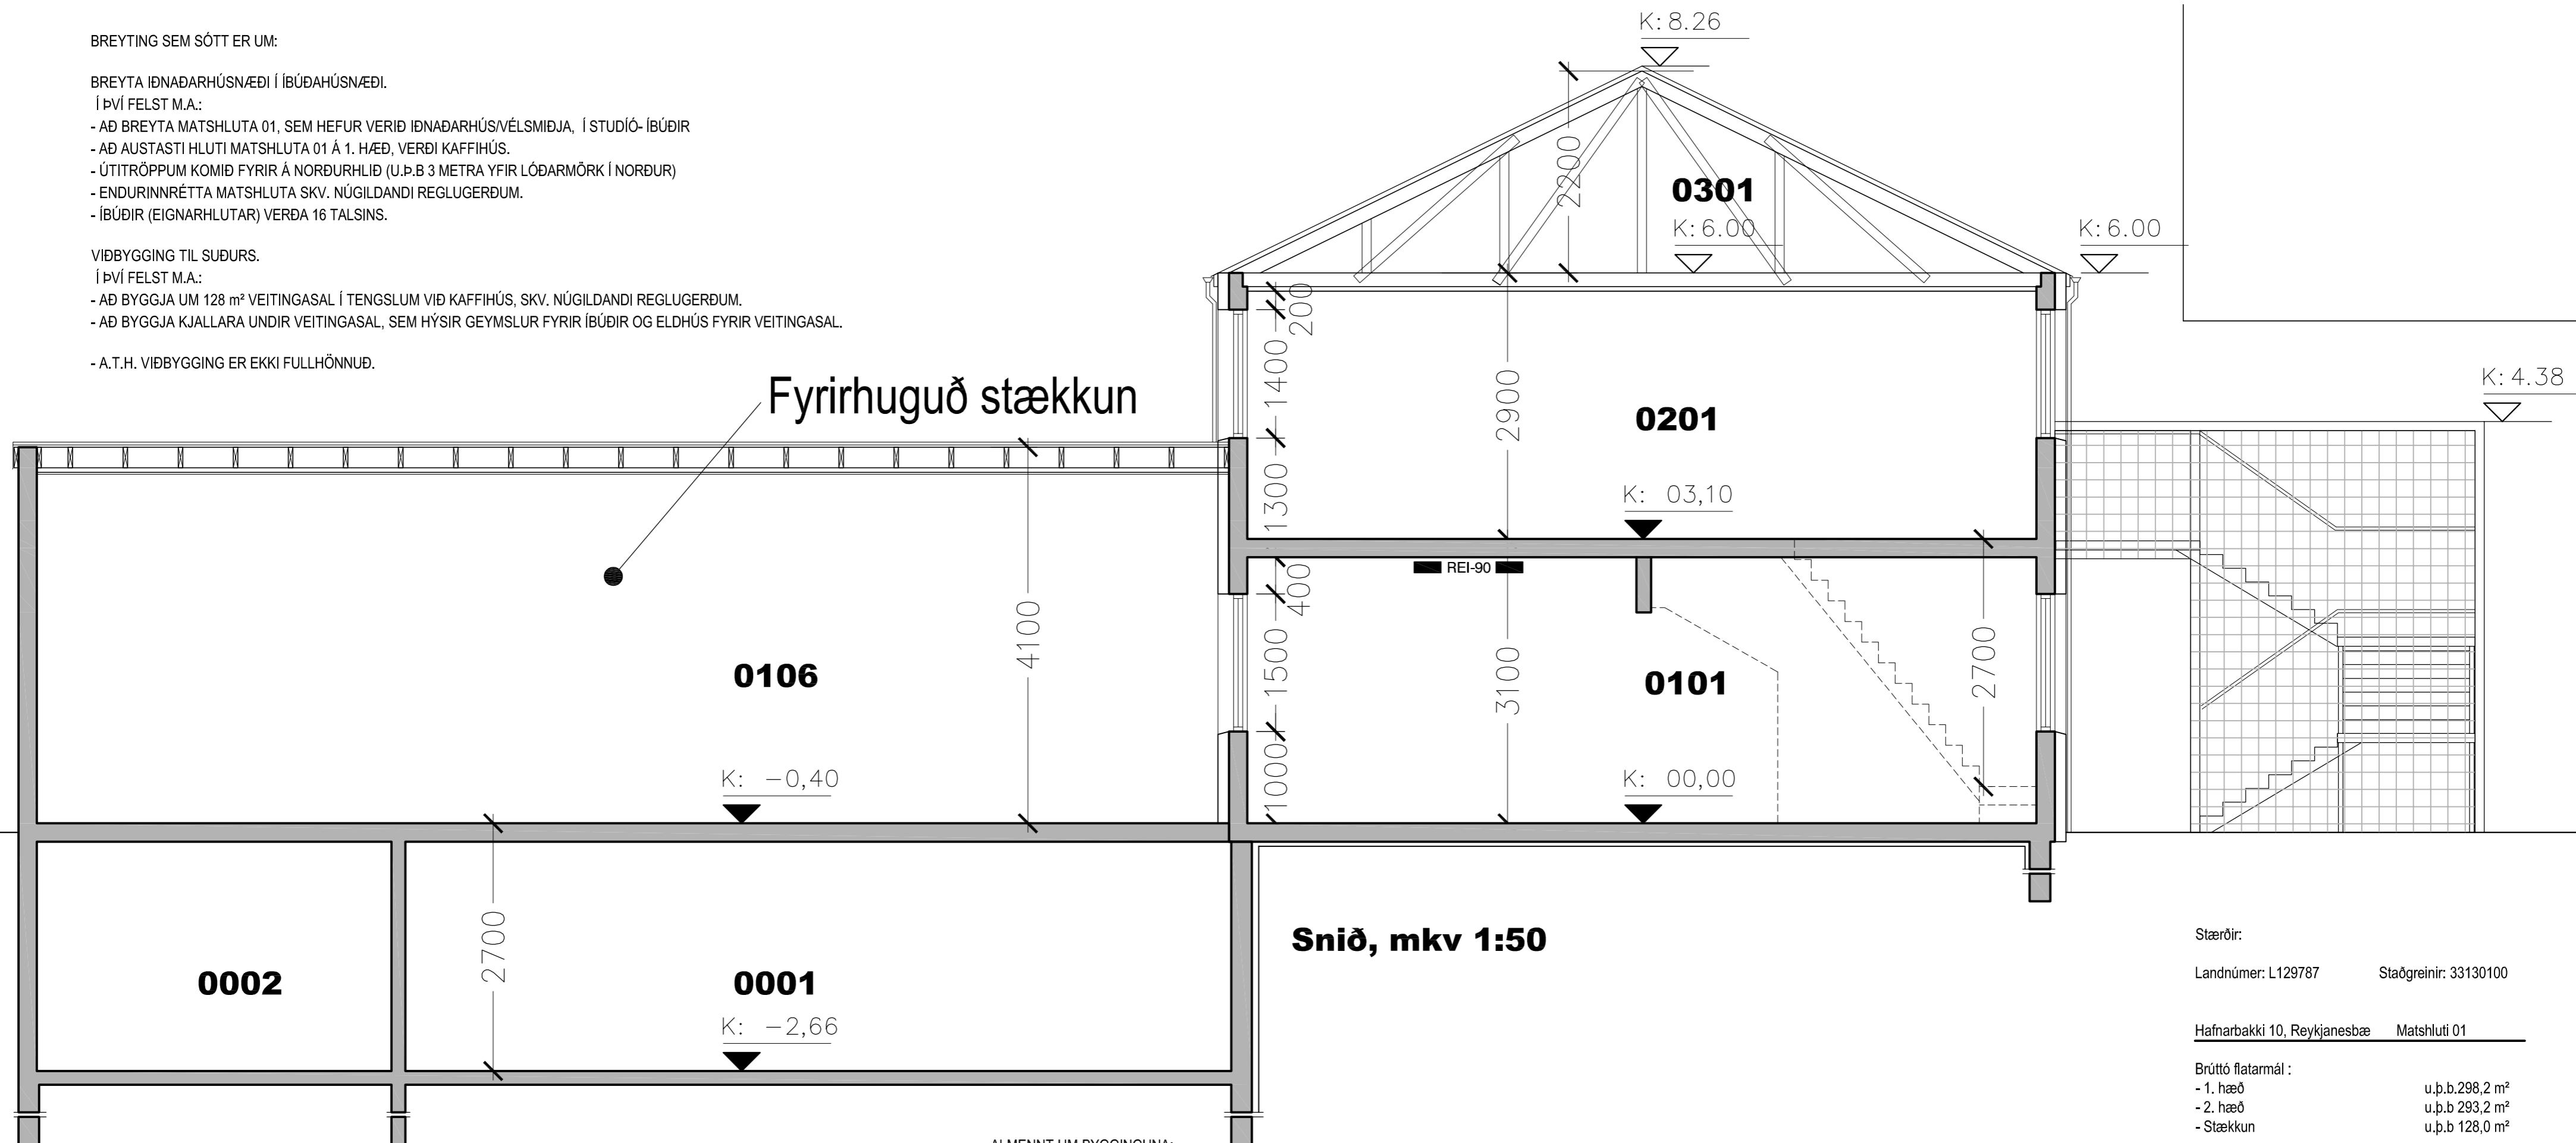 BREYTING SEM SÓTT ER UM:
BREYTA IÐNAÐARHÚSNÆÐI Í ÍBÚÐAHÚSNÆÐI.
Í ÞVÍ FELST M.A.:
- AÐ BREYTA MATSHLUTA 01, SEM HEFUR VERIÐ IÐNAÐARHÚS/VÉLSMIÐJA, Í STUDÍÓ- ÍBÚÐIR
- AÐ AUSTASTI HLUTI MATSHLUTA 01 Á 1. HÆÐ, VERÐI KAFFIHÚS.
- ÚTITRÖPPUM KOMIÐ FYRIR Á NORÐURHLIÐ (U.Þ.B 3 METRA YFIR LÓÐARMÖRK Í NORÐUR)
- ENDURINNRÉTTA MATSHLUTA SKV. NÚGILDANDI REGLUGERÐUM.
- ÍBÚÐIR (EIGNARHLUTAR) VERÐA 16 TALSINS.
VIÐBYGGING TIL SUÐURS.
Í ÞVÍ FELST M.A.:
- AÐ BYGGJA UM 128 m² VEITINGASAL Í TENGSLUM VIÐ KAFFIHÚS, SKV. NÚGILDANDI REGLUGERÐUM.
- AÐ BYGGJA KJALLARA UNDIR VEITINGASAL, SEM HÝSIR GEYMSLUR FYRIR ÍBÚÐIR OG ELDHÚS FYRIR VEITINGASAL.
- A.T.H. VIÐBYGGING ER EKKI FULLHÖNNUÐ.
Fyrirhuguð stækkun
K: 8.26
2200
0301
K: 6.00
K: 6.00
K: 4.38
200
1400
1300
2900
0201
K: 03,10
REI-90
400
1500
1000
3100
0101
2700
K: 00,00
4100
0106
K: -0,40
2700
0002
0001
K: -2,66
Snið, mkv 1:50
Stærðir:
Landnúmer: L129787 Staðgreinir: 33130100
Hafnarbakki 10, Reykjanesbæ Matshluti 01
Brúttó flatarmál :
- 1. hæð u.þ.b.298,2 m²
- 2. hæð u.þ.b 293,2 m²
- Stækkun u.þ.b 128,0 m²
ALMENNT UM BYGGINGUNA: